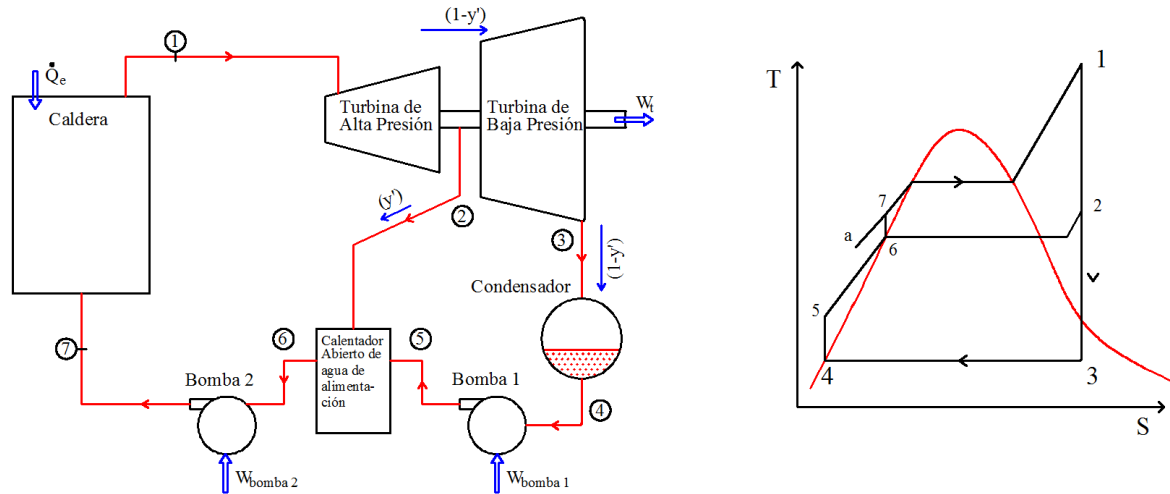 ①
(1-y')
Q̇e
Caldera
Turbina de
Alta Presión
Turbina de
Baja Presión
Wt
(y')
②
③
(1-y')
Condensador
⑦
⑥
Calentador
Abierto de
agua de
alimenta-
ción
⑤
Bomba 2
Bomba 1
④
Wbomba 2
Wbomba 1
T
1
7
2
a
6
5
4
3
S